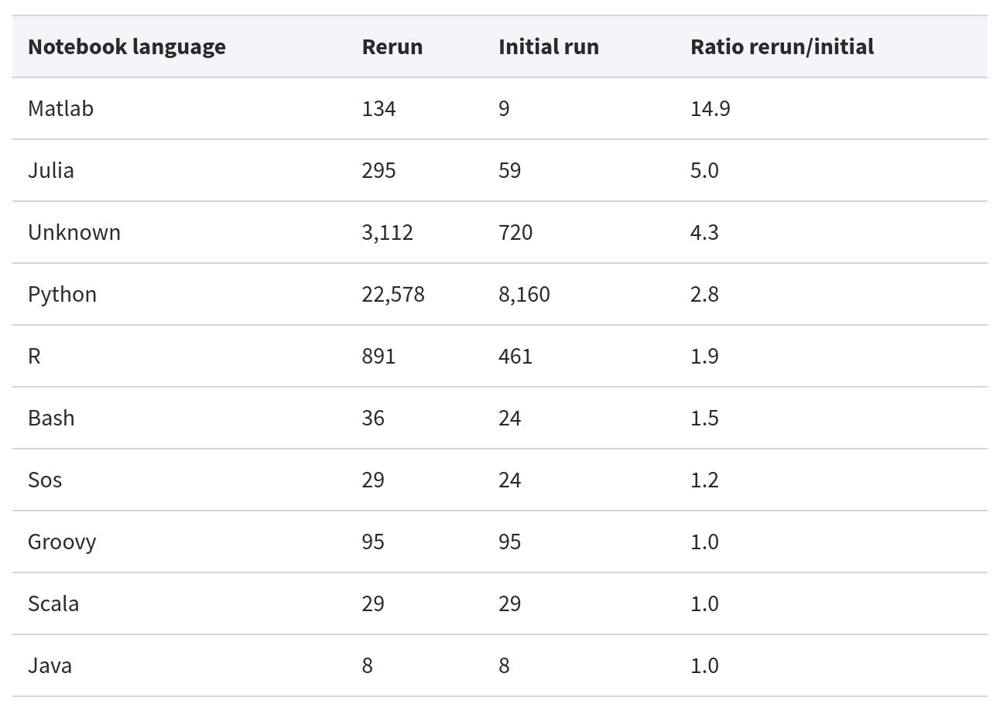 Notebook language Rerun Initial run Ratio rerun/initial
Matlab 134 9 14.9
Julia 295 59 5.0
Unknown 3,112 720 4.3
Python 22,578 8,160 2.8
R 891 461 1.9
Bash 36 24 1.5
Sos 29 24 1.2
Groovy 95 95 1.0
Scala 29 29 1.0
Java 8 8 1.0